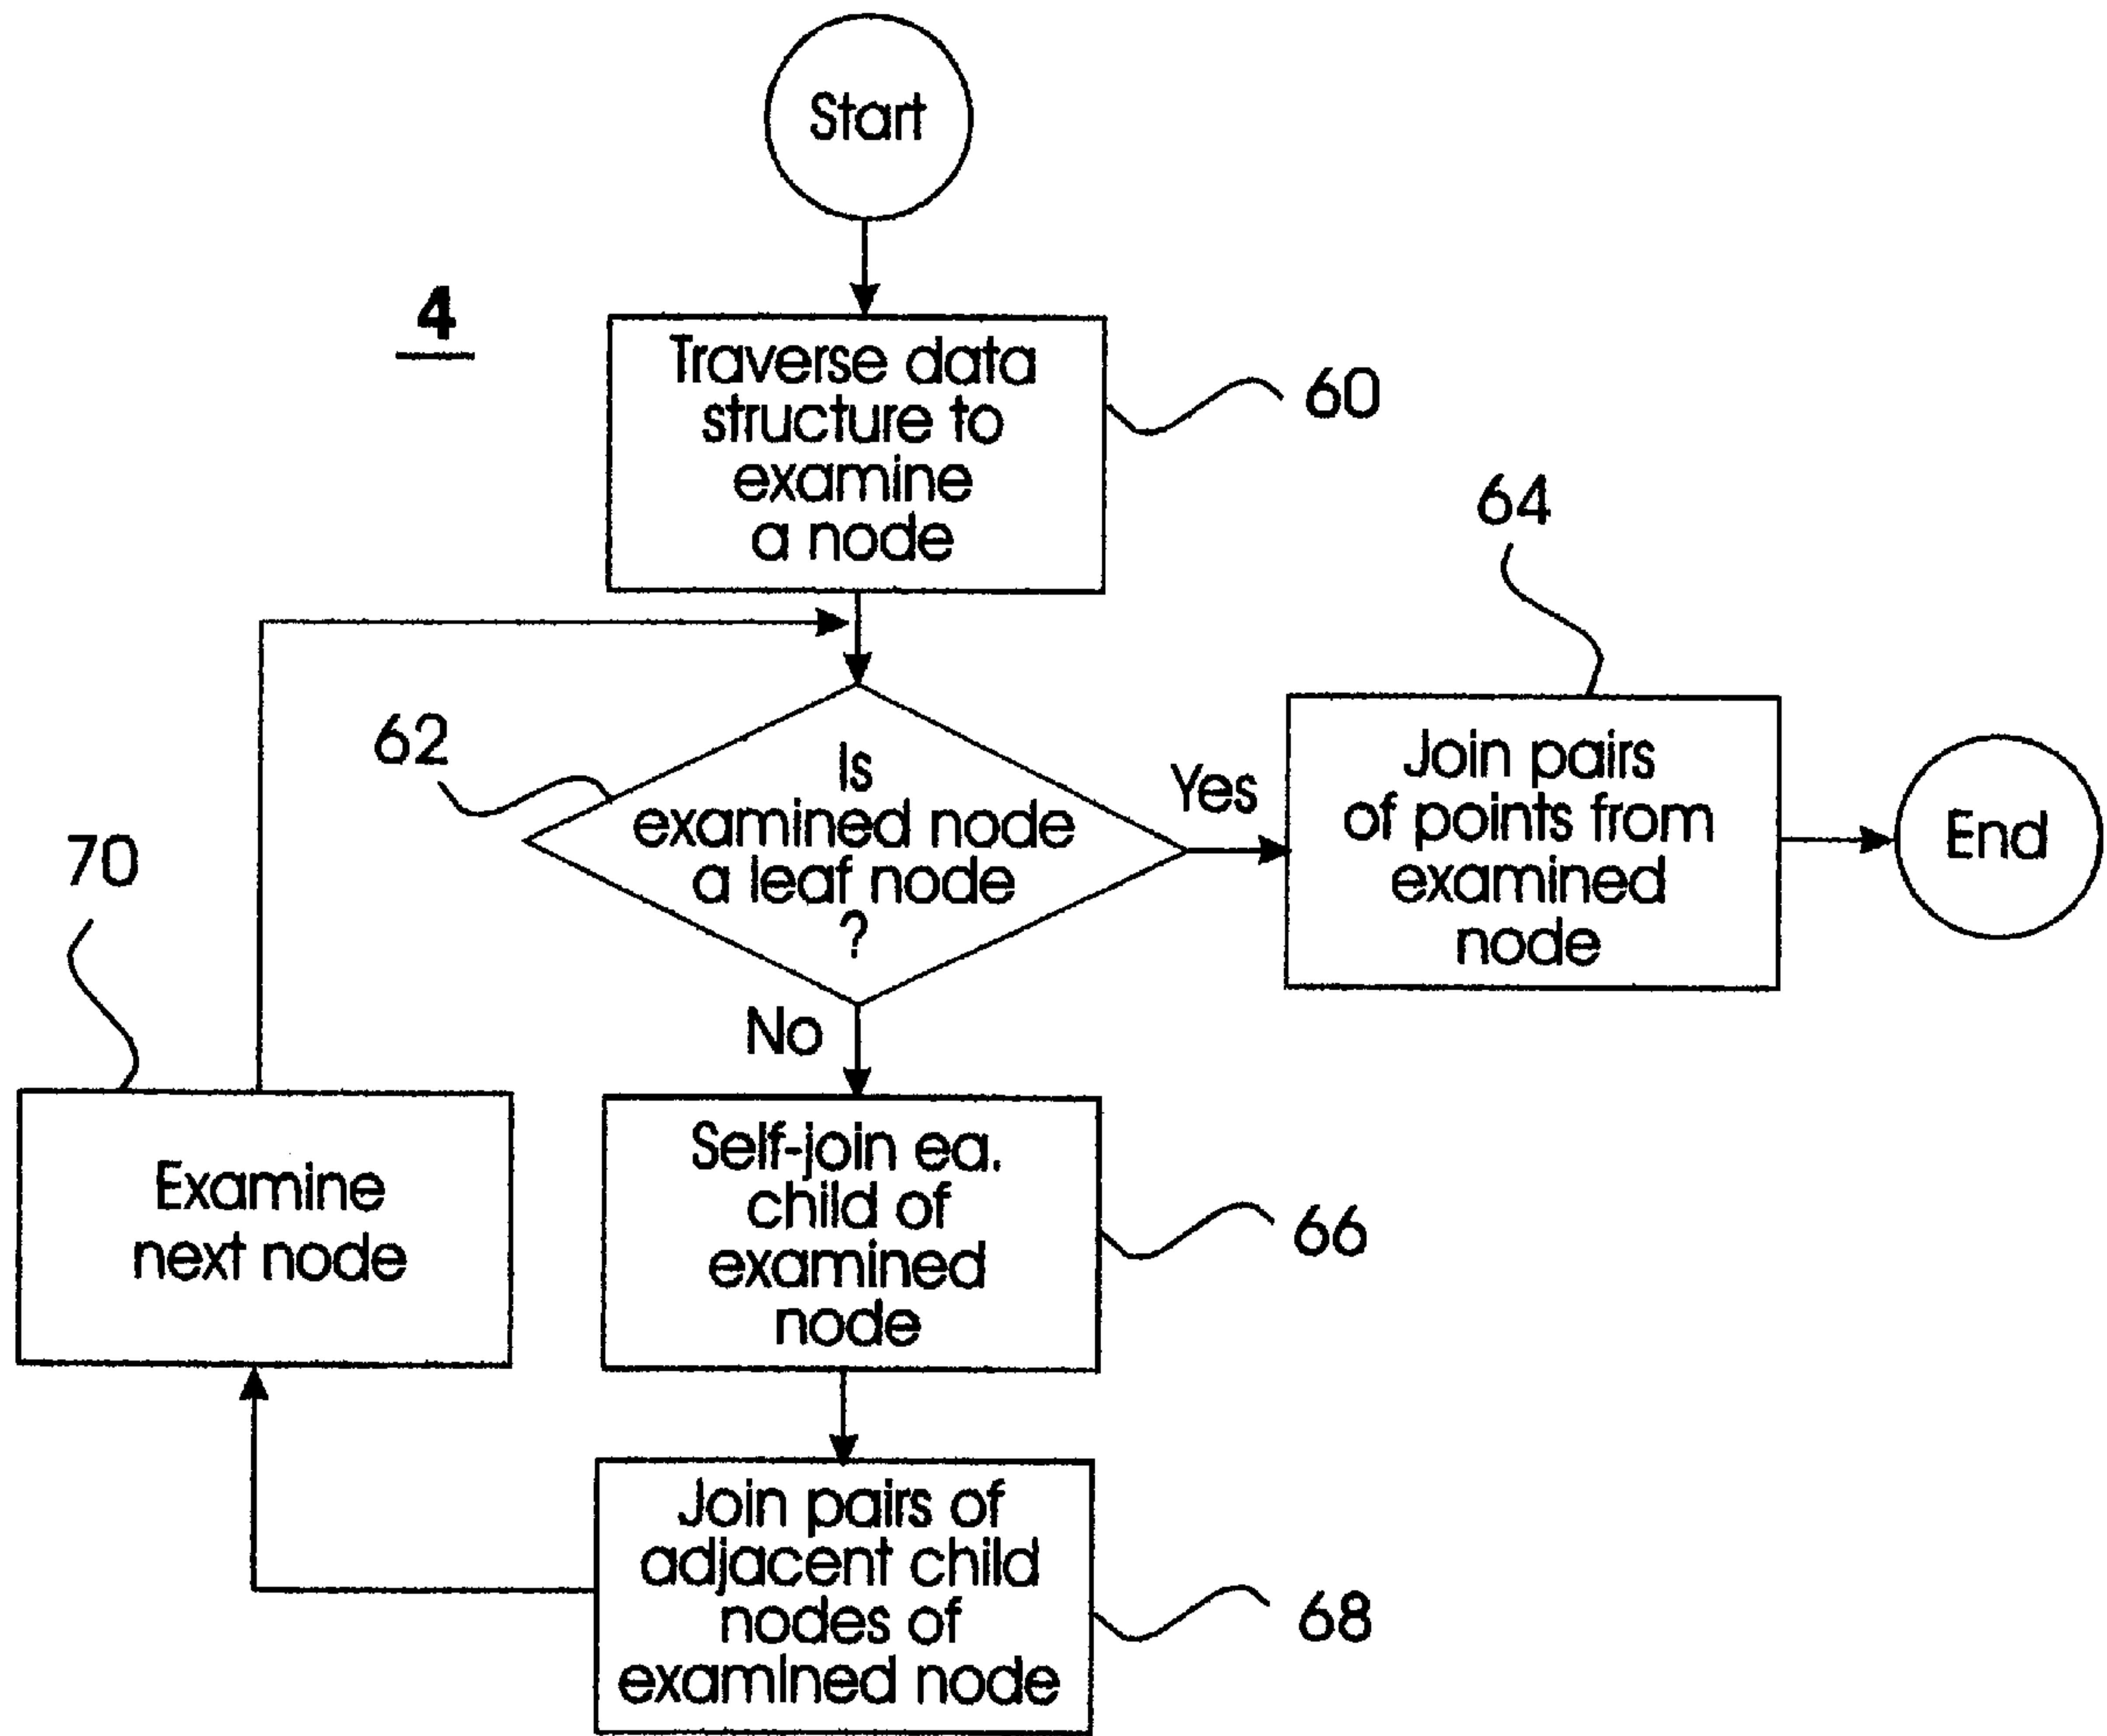 Start
4
Traverse data
structure to
examine
a node
60
64
62
Is
examined node
a leaf node
?
Yes
Join pairs
of points from
examined
node
End
70
No
Examine
next node
Self-join ea.
child of
examined
node
66
Join pairs of
adjacent child
nodes of
examined node
68